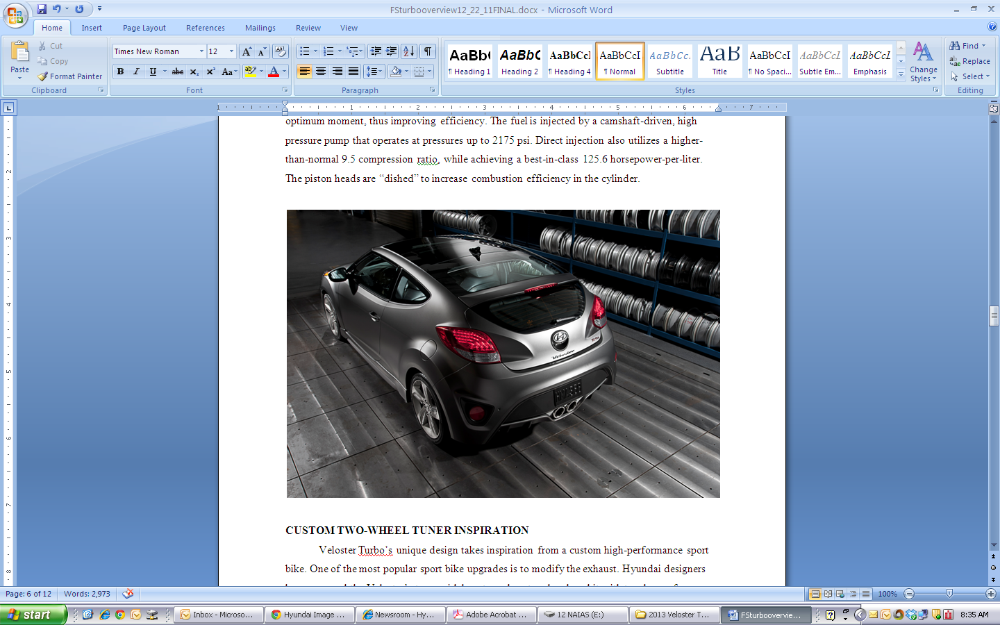 FSturbooverview12_22_11FINAL.docx - Microsoft Word
Home Insert Page Layout References Mailings Review View
Paste
Cut
Copy
Format Painter
Clipboard
Times New Roman 12
Font
Paragraph
AaBbC AaBbC AaBbCcI AaBbCcI AaBbCc. AaB AaBbCcI AaBbCcI AaBbCcI
¶ Heading 1 Heading 2 ¶ Heading 4 ¶ Normal Subtitle Title ¶ No Spaci... Subtle Em... Emphasis
Styles
Change Styles
Find
Replace
Select
Editing
optimum moment, thus improving efficiency. The fuel is injected by a camshaft-driven, high
pressure pump that operates at pressures up to 2175 psi. Direct injection also utilizes a higher-
than-normal 9.5 compression ratio, while achieving a best-in-class 125.6 horsepower-per-liter.
The piston heads are “dished” to increase combustion efficiency in the cylinder.
Veloster
CUSTOM TWO-WHEEL TUNER INSPIRATION
Veloster Turbo’s unique design takes inspiration from a custom high-performance sport
bike. One of the most popular sport bike upgrades is to modify the exhaust. Hyundai designers
Page: 6 of 12 Words: 2,973 100%
start Inbox - Microso... Hyundai Image ... Newsroom - Hy... Adobe Acrobat ... 12 NAIAS (E:) 2013 Veloster T... FSturboovervie... 8:35 AM